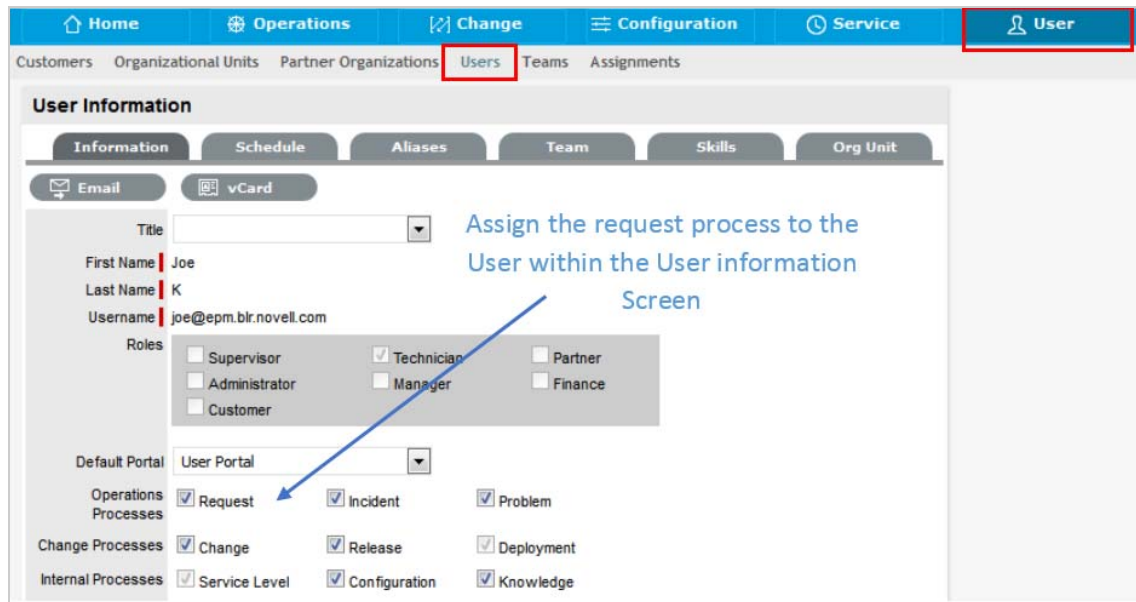 Home Operations Change Configuration Service User
Customers Organizational Units Partner Organizations Users Teams Assignments
User Information
Information Schedule Aliases Team Skills Org Unit
Email vCard
Title
Assign the request process to the
User within the User information
Screen
First Name Joe
Last Name K
Username joe@epm.blr.novell.com
Roles
Supervisor Technician Partner
Administrator Manager Finance
Customer
Default Portal User Portal
Operations
Processes
Request Incident Problem
Change Processes Change Release Deployment
Internal Processes Service Level Configuration Knowledge